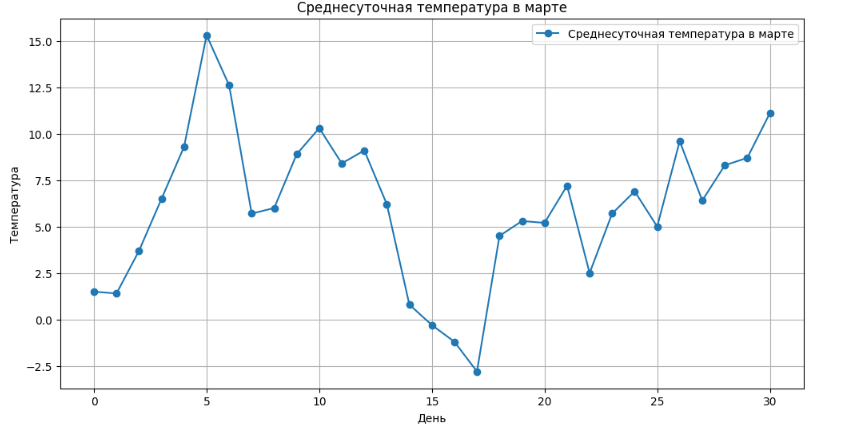 Среднесуточная температура в марте
Среднесуточная температура в марте
Температура
15.0
12.5
10.0
7.5
5.0
2.5
0.0
−2.5
0 5 10 15 20 25 30
День